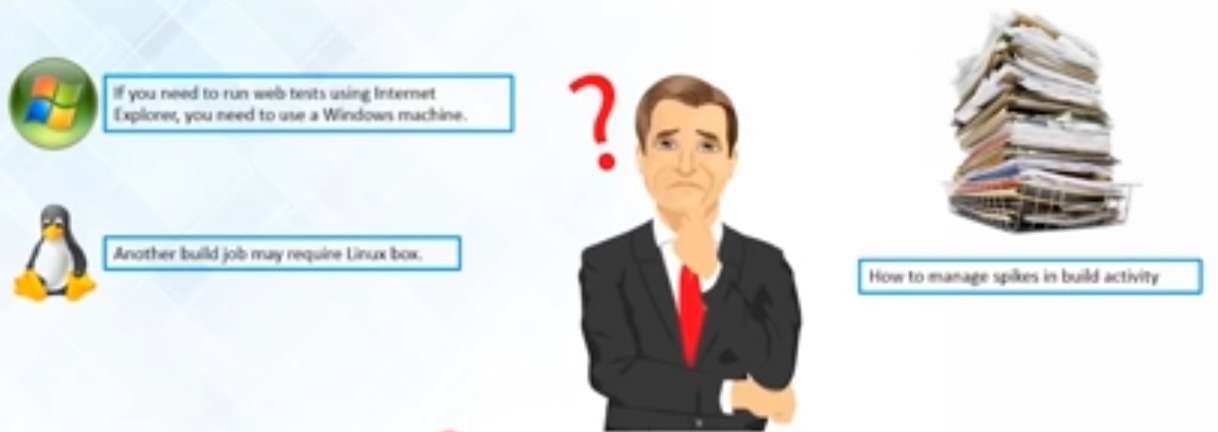 If you need to run web tests using Internet
Explorer, you need to use a Windows machine.
?
Another build job may require Linux box.
How to manage spikes in build activity